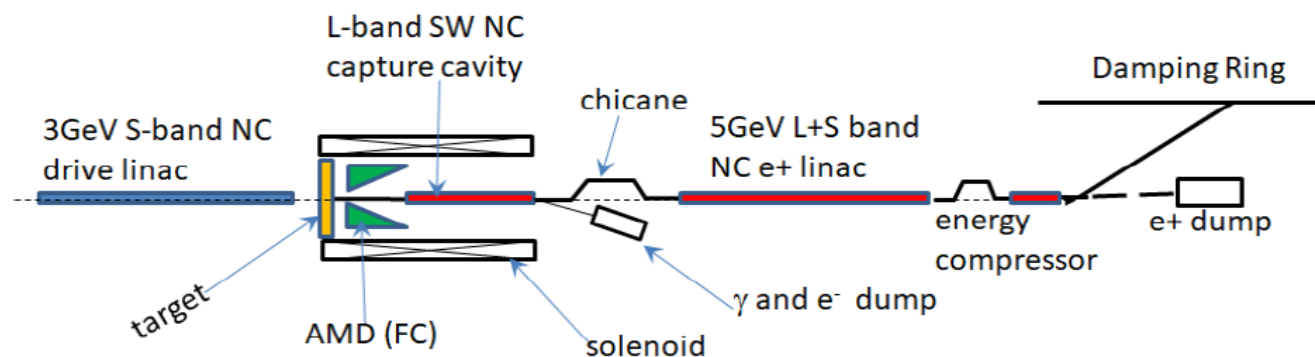 L-band SW NC
capture cavity
Damping Ring
chicane
3GeV S-band NC
drive linac
5GeV L+S band
NC e+ linac
energy
compressor
e+ dump
target
AMD (FC)
solenoid
γ and e- dump